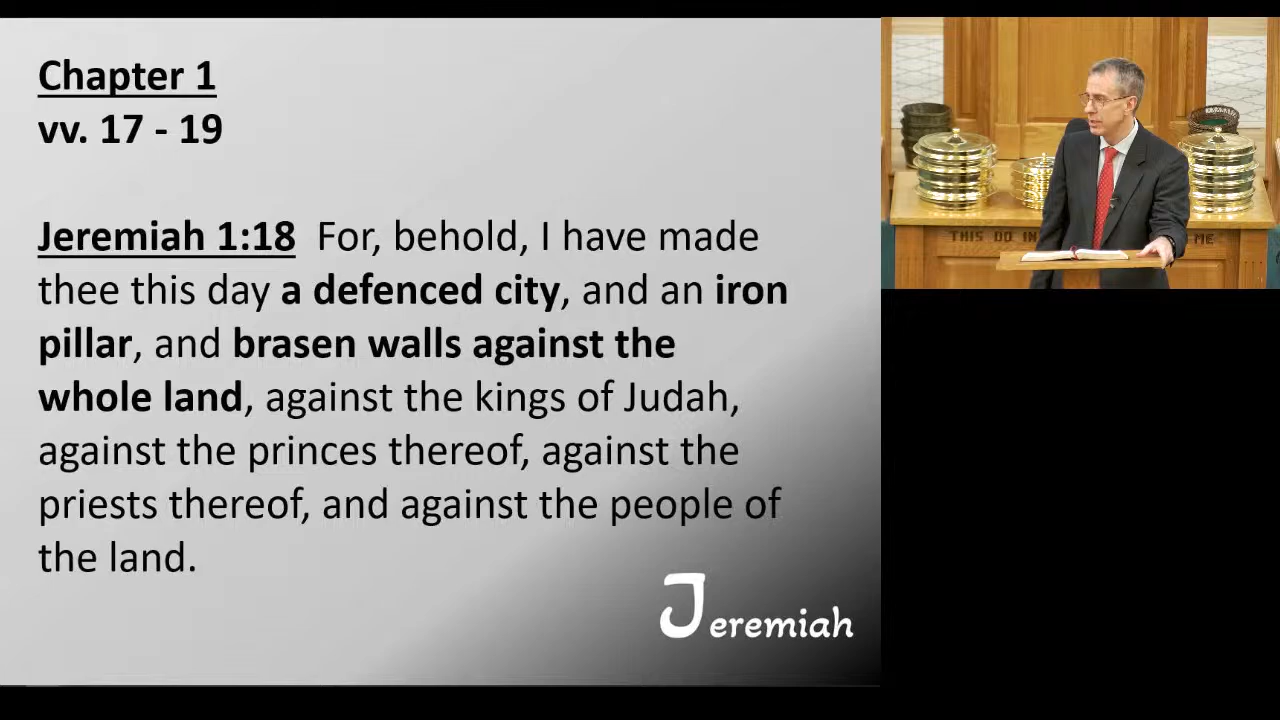 Chapter 1
vv. 17 - 19
Jeremiah 1:18 For, behold, I have made
thee this day a defenced city, and an iron
pillar, and brasen walls against the
whole land, against the kings of Judah,
against the princes thereof, against the
priests thereof, and against the people of
the land.
Jeremiah
THIS DO IN
ME